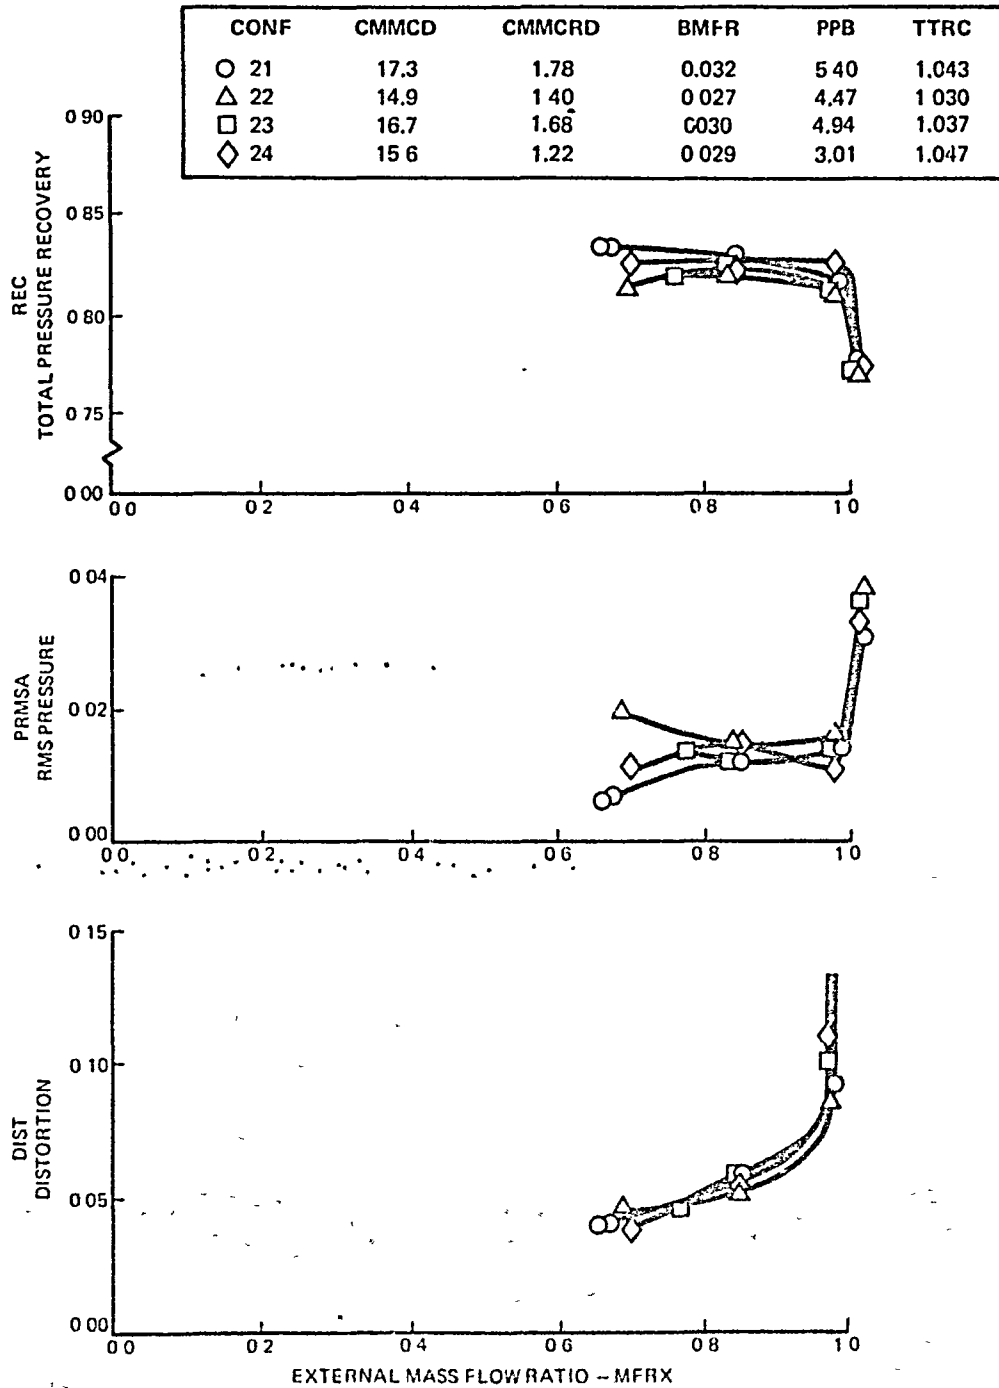 CONF CMMCD CMMCRD BMFR PPB TTRC
21 17.3 1.78 0.032 5 40 1.043
22 14.9 1 40 0 027 4.47 1 030
23 16.7 1.68 0030 4.94 1.037
24 15 6 1.22 0 029 3.01 1.047
REC
TOTAL PRESSURE RECOVERY
0 90
0 85
0 80
0 75
0 00
0 0 0 2 0 4 0 6 0 8 1 0
PRMSA
RMS PRESSURE
0 04
0 02
0 00
0 0 0 2 0 4 0 6 0 8 1 0
DIST
DISTORTION
0 15
0 10
0 05
0 00
0 0 0 2 0 4 0 6 0 8 1 0
EXTERNAL MASS FLOW RATIO – MFRX